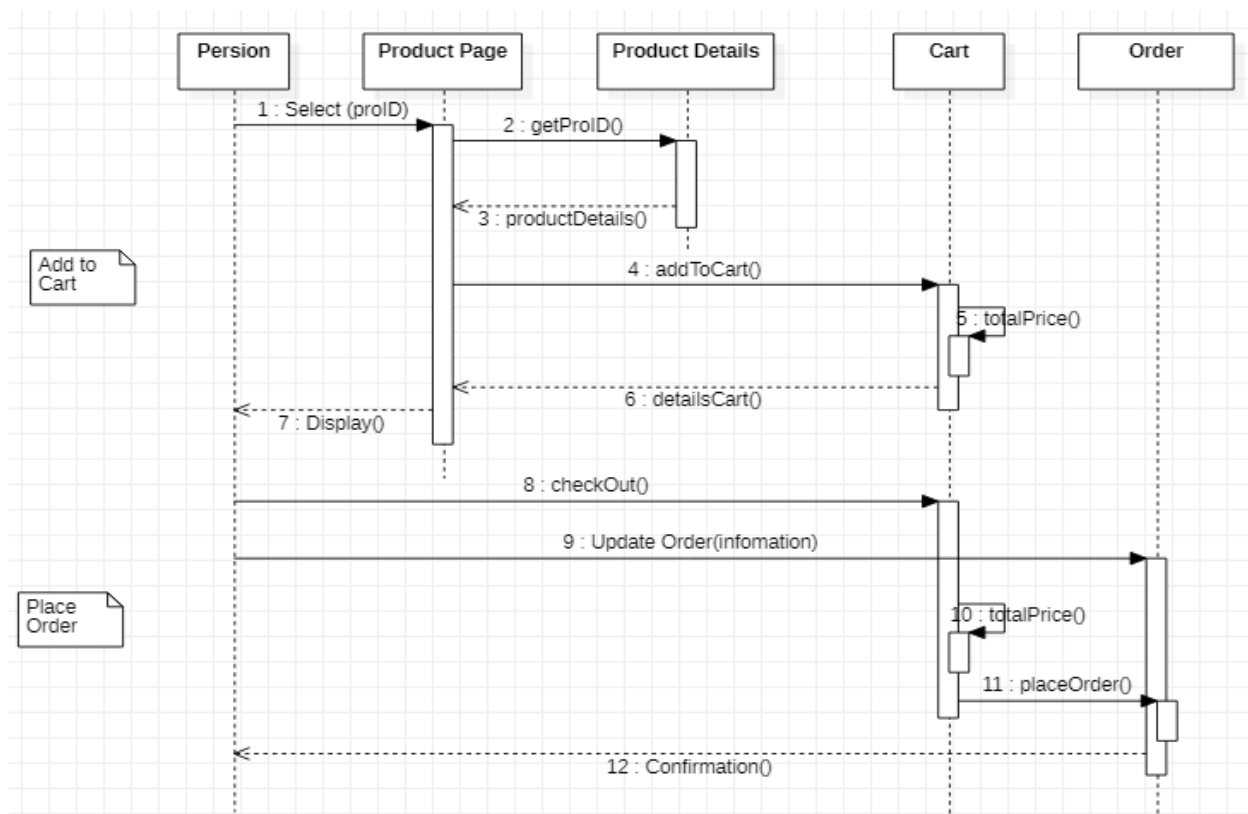 Persion
Product Page
Product Details
Cart
Order
1 : Select (proID)
2 : getProID()
3 : productDetails()
Add to
Cart
4 : addToCart()
5 : totalPrice()
6 : detailsCart()
7 : Display()
8 : checkOut()
9 : Update Order(infomation)
Place
Order
10 : totalPrice()
11 : placeOrder()
12 : Confirmation()